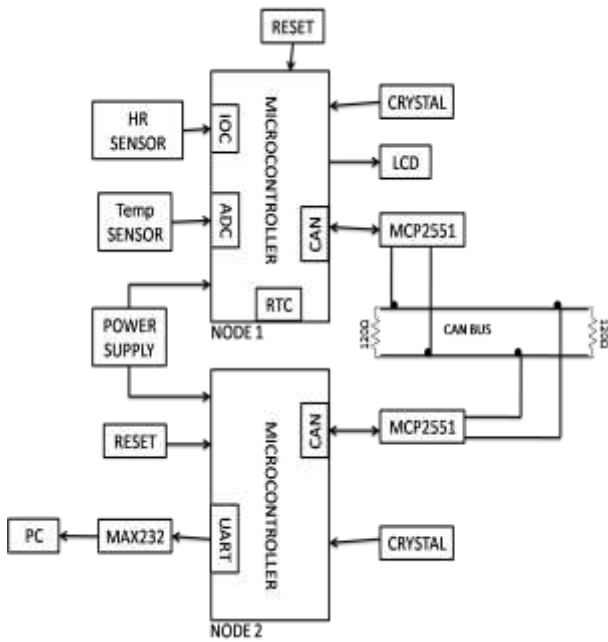 RESET
HR
SENSOR
IOC
MICROCONTROLLER
CRYSTAL
LCD
Temp
SENSOR
ADC
CAN
MCP2551
RTC
NODE 1
POWER
SUPPLY
120Ω
CAN BUS
120Ω
RESET
CAN
MICROCONTROLLER
MCP2551
PC
MAX232
UART
CRYSTAL
NODE 2